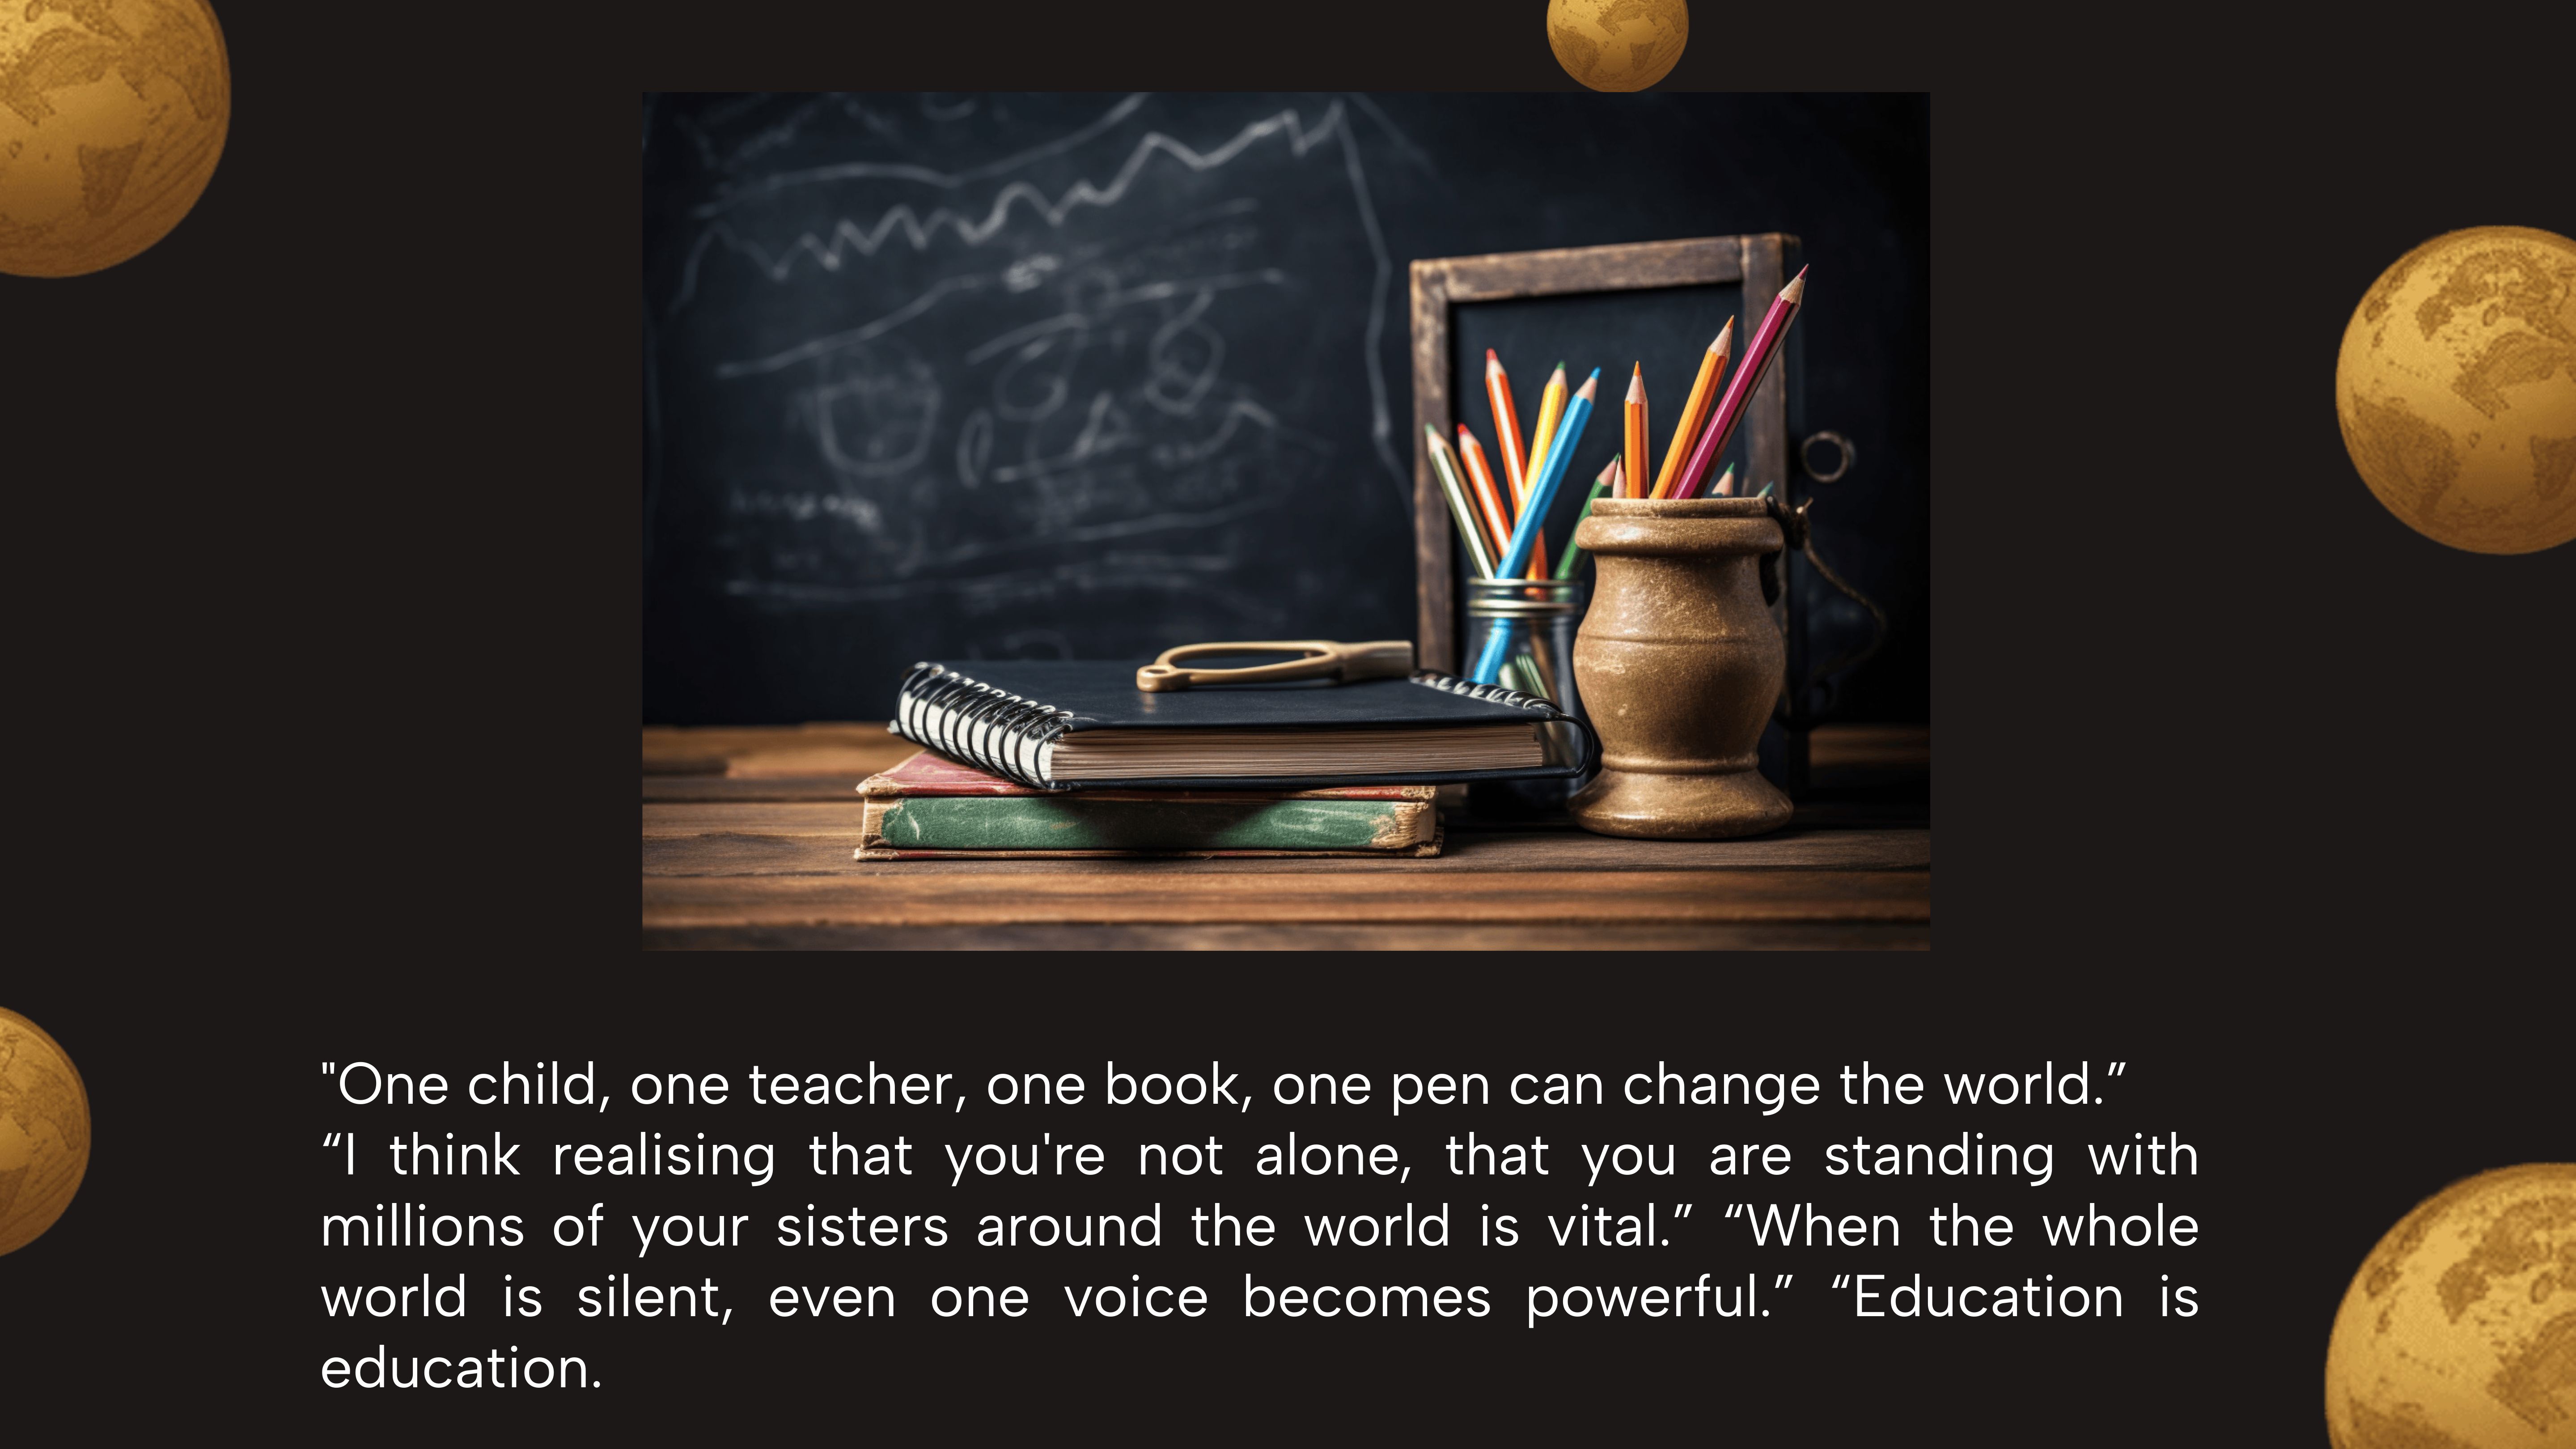 "One child, one teacher, one book, one pen can change the world.”
“I think realising that you're not alone, that you are standing with
millions of your sisters around the world is vital.” “When the whole
world is silent, even one voice becomes powerful.” “Education is
education.